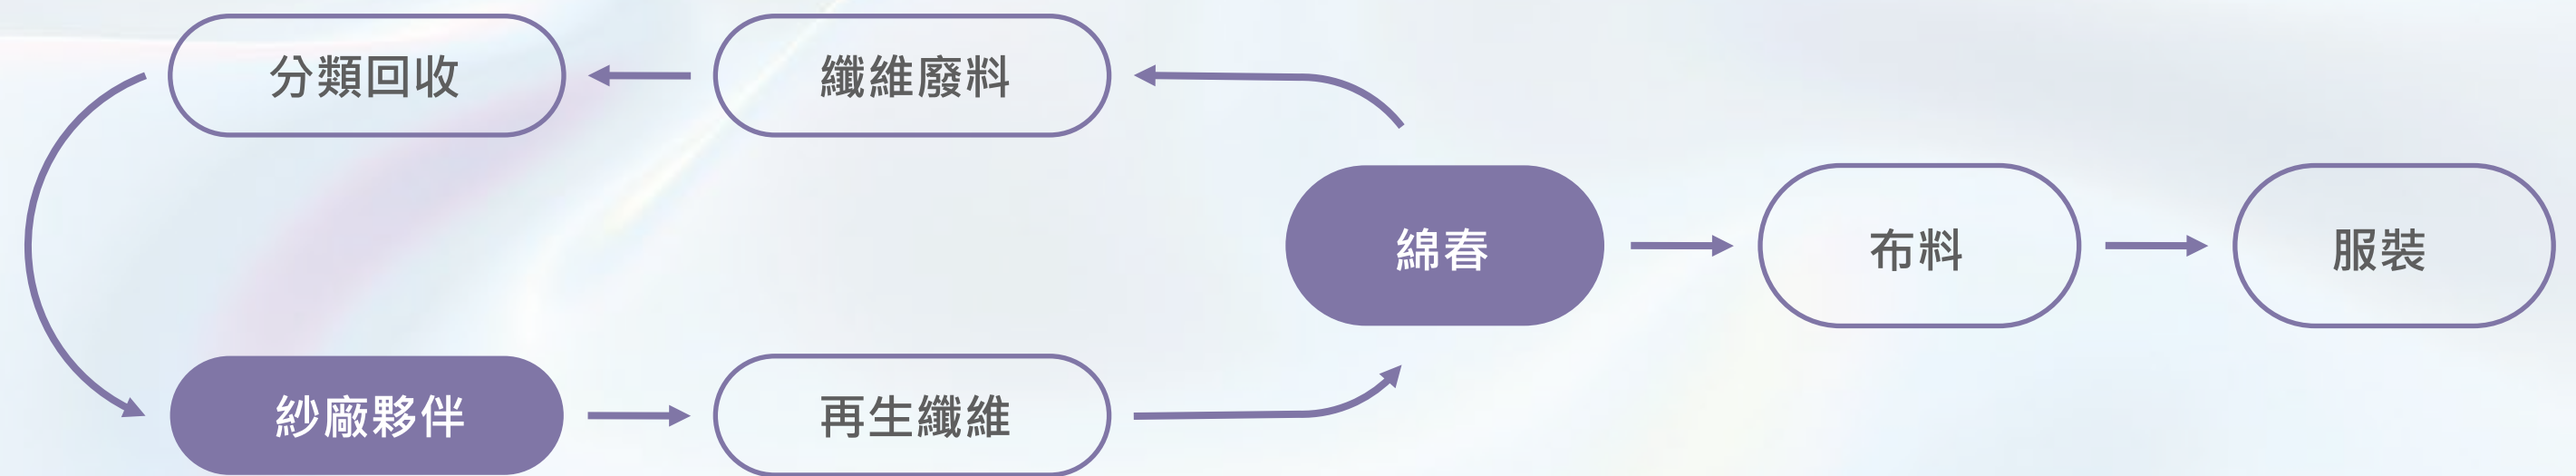 分類回收
纖維廢料
綿春
布料
服裝
紗廠夥伴
再生纖維